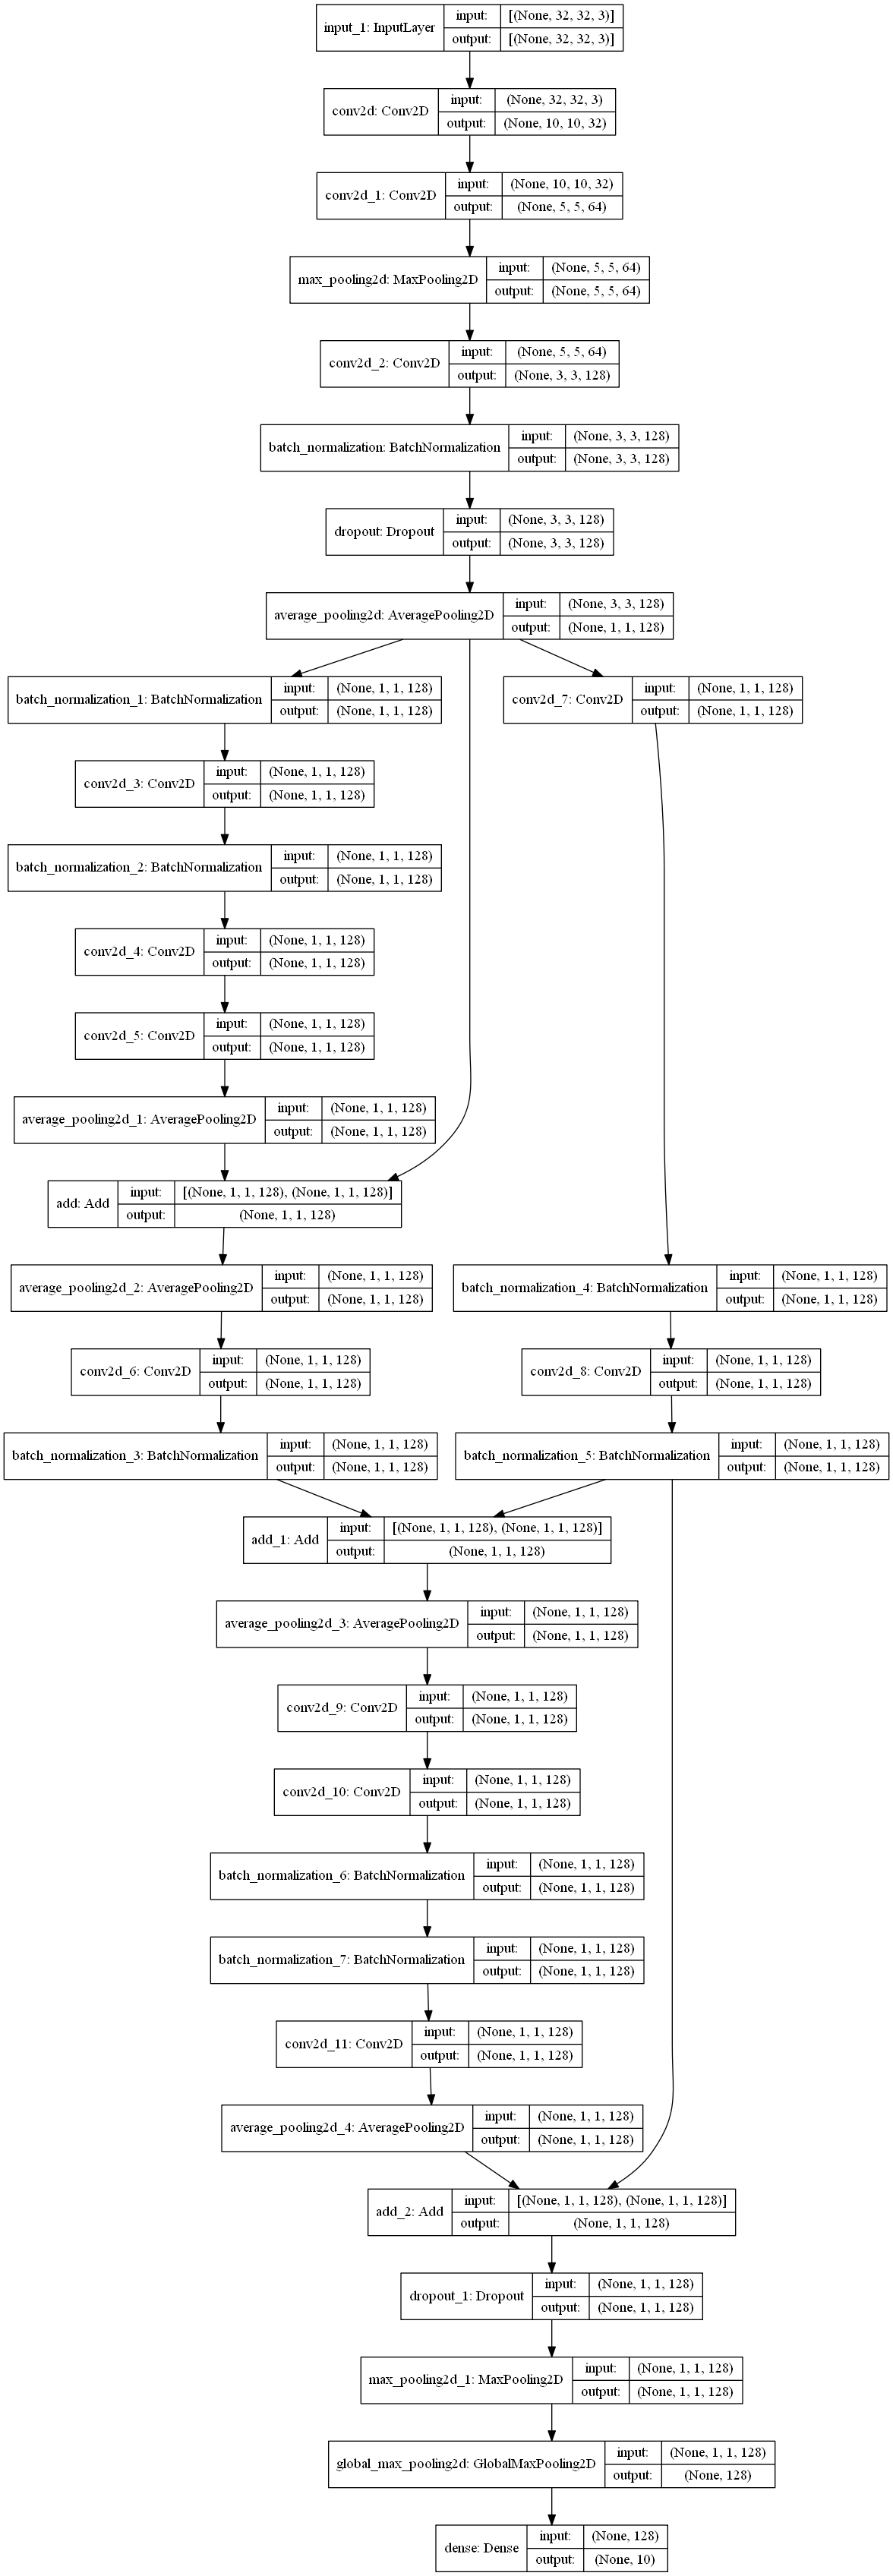 input_1: InputLayer
input: [(None, 32, 32, 3)]
output: [(None, 32, 32, 3)]
conv2d: Conv2D
input: (None, 32, 32, 3)
output: (None, 10, 10, 32)
conv2d_1: Conv2D
input: (None, 10, 10, 32)
output: (None, 5, 5, 64)
max_pooling2d: MaxPooling2D
input: (None, 5, 5, 64)
output: (None, 5, 5, 64)
conv2d_2: Conv2D
input: (None, 5, 5, 64)
output: (None, 3, 3, 128)
batch_normalization: BatchNormalization
input: (None, 3, 3, 128)
output: (None, 3, 3, 128)
dropout: Dropout
input: (None, 3, 3, 128)
output: (None, 3, 3, 128)
average_pooling2d: AveragePooling2D
input: (None, 3, 3, 128)
output: (None, 1, 1, 128)
batch_normalization_1: BatchNormalization
input: (None, 1, 1, 128)
output: (None, 1, 1, 128)
conv2d_7: Conv2D
input: (None, 1, 1, 128)
output: (None, 1, 1, 128)
conv2d_3: Conv2D
input: (None, 1, 1, 128)
output: (None, 1, 1, 128)
batch_normalization_2: BatchNormalization
input: (None, 1, 1, 128)
output: (None, 1, 1, 128)
conv2d_4: Conv2D
input: (None, 1, 1, 128)
output: (None, 1, 1, 128)
conv2d_5: Conv2D
input: (None, 1, 1, 128)
output: (None, 1, 1, 128)
average_pooling2d_1: AveragePooling2D
input: (None, 1, 1, 128)
output: (None, 1, 1, 128)
add: Add
input: [(None, 1, 1, 128), (None, 1, 1, 128)]
output: (None, 1, 1, 128)
average_pooling2d_2: AveragePooling2D
input: (None, 1, 1, 128)
output: (None, 1, 1, 128)
batch_normalization_4: BatchNormalization
input: (None, 1, 1, 128)
output: (None, 1, 1, 128)
conv2d_6: Conv2D
input: (None, 1, 1, 128)
output: (None, 1, 1, 128)
conv2d_8: Conv2D
input: (None, 1, 1, 128)
output: (None, 1, 1, 128)
batch_normalization_3: BatchNormalization
input: (None, 1, 1, 128)
output: (None, 1, 1, 128)
batch_normalization_5: BatchNormalization
input: (None, 1, 1, 128)
output: (None, 1, 1, 128)
add_1: Add
input: [(None, 1, 1, 128), (None, 1, 1, 128)]
output: (None, 1, 1, 128)
average_pooling2d_3: AveragePooling2D
input: (None, 1, 1, 128)
output: (None, 1, 1, 128)
conv2d_9: Conv2D
input: (None, 1, 1, 128)
output: (None, 1, 1, 128)
conv2d_10: Conv2D
input: (None, 1, 1, 128)
output: (None, 1, 1, 128)
batch_normalization_6: BatchNormalization
input: (None, 1, 1, 128)
output: (None, 1, 1, 128)
batch_normalization_7: BatchNormalization
input: (None, 1, 1, 128)
output: (None, 1, 1, 128)
conv2d_11: Conv2D
input: (None, 1, 1, 128)
output: (None, 1, 1, 128)
average_pooling2d_4: AveragePooling2D
input: (None, 1, 1, 128)
output: (None, 1, 1, 128)
add_2: Add
input: [(None, 1, 1, 128), (None, 1, 1, 128)]
output: (None, 1, 1, 128)
dropout_1: Dropout
input: (None, 1, 1, 128)
output: (None, 1, 1, 128)
max_pooling2d_1: MaxPooling2D
input: (None, 1, 1, 128)
output: (None, 1, 1, 128)
global_max_pooling2d: GlobalMaxPooling2D
input: (None, 1, 1, 128)
output: (None, 128)
dense: Dense
input: (None, 128)
output: (None, 10)